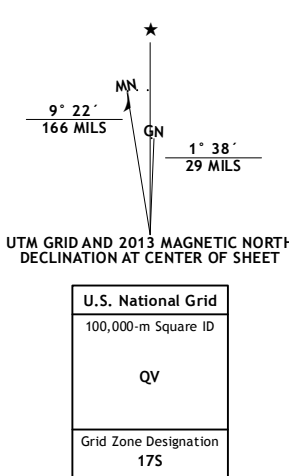 ★
MN
9° 22´
166 MILS
GN
1° 38´
29 MILS
UTM GRID AND 2013 MAGNETIC NORTH
DECLINATION AT CENTER OF SHEET
U.S. National Grid
100,000-m Square ID
QV
Grid Zone Designation
17S